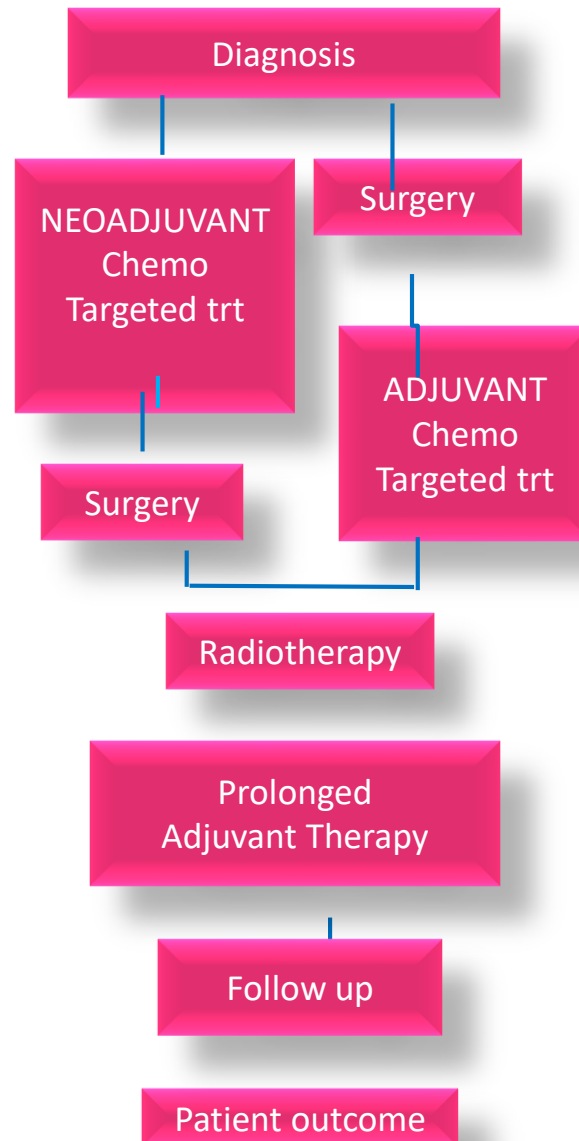 Diagnosis
NEOADJUVANT
Chemo
Targeted trt
Surgery
Surgery
ADJUVANT
Chemo
Targeted trt
Radiotherapy
Prolonged
Adjuvant Therapy
Follow up
Patient outcome